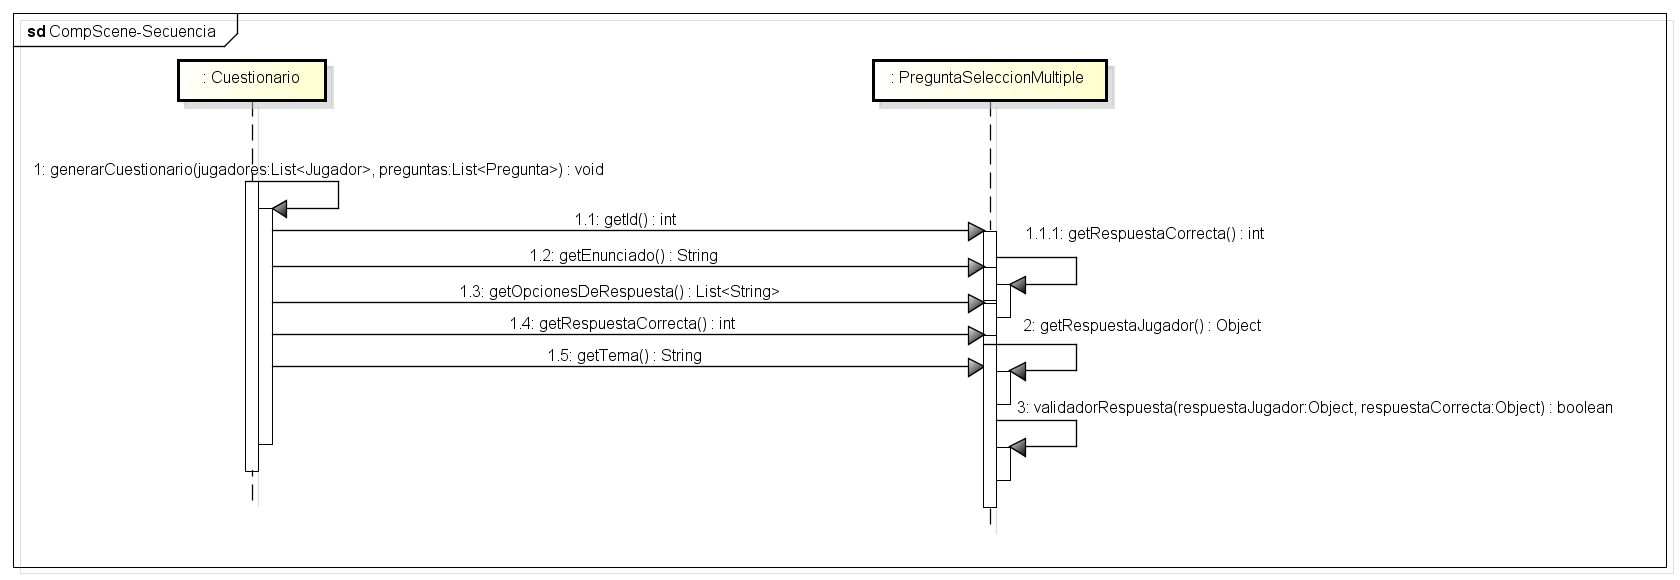 sd CompScene-Secuencia
: Cuestionario
: PreguntaSeleccionMultiple
1: generarCuestionario(jugadores:List<Jugador>, preguntas:List<Pregunta>) : void
1.1: getId() : int
1.1.1: getRespuestaCorrecta() : int
1.2: getEnunciado() : String
1.3: getOpcionesDeRespuesta() : List<String>
1.4: getRespuestaCorrecta() : int
2: getRespuestaJugador() : Object
1.5: getTema() : String
3: validadorRespuesta(respuestaJugador:Object, respuestaCorrecta:Object) : boolean